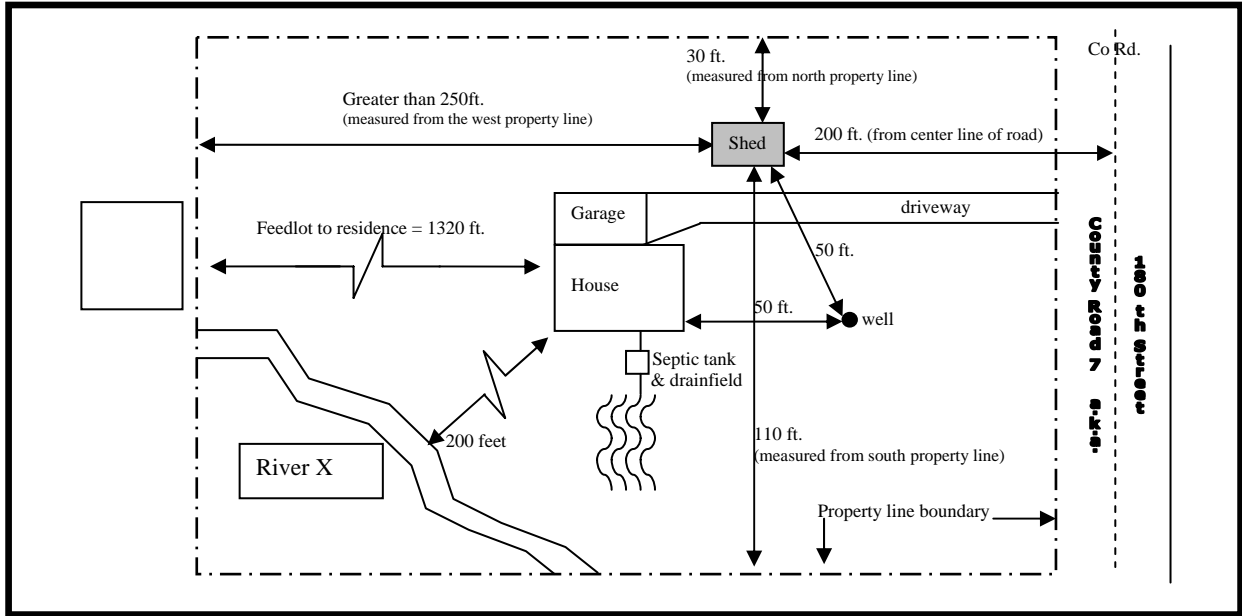 Co Rd.
30 ft.
(measured from north property line)
Greater than 250ft.
(measured from the west property line)
Shed
200 ft. (from center line of road)
Garage
driveway
Feedlot to residence = 1320 ft.
50 ft.
House
50 ft.
well
Septic tank
& drainfield
200 feet
110 ft.
(measured from south property line)
River X
Property line boundary
County Road 7 a.k.a.
180 th Street